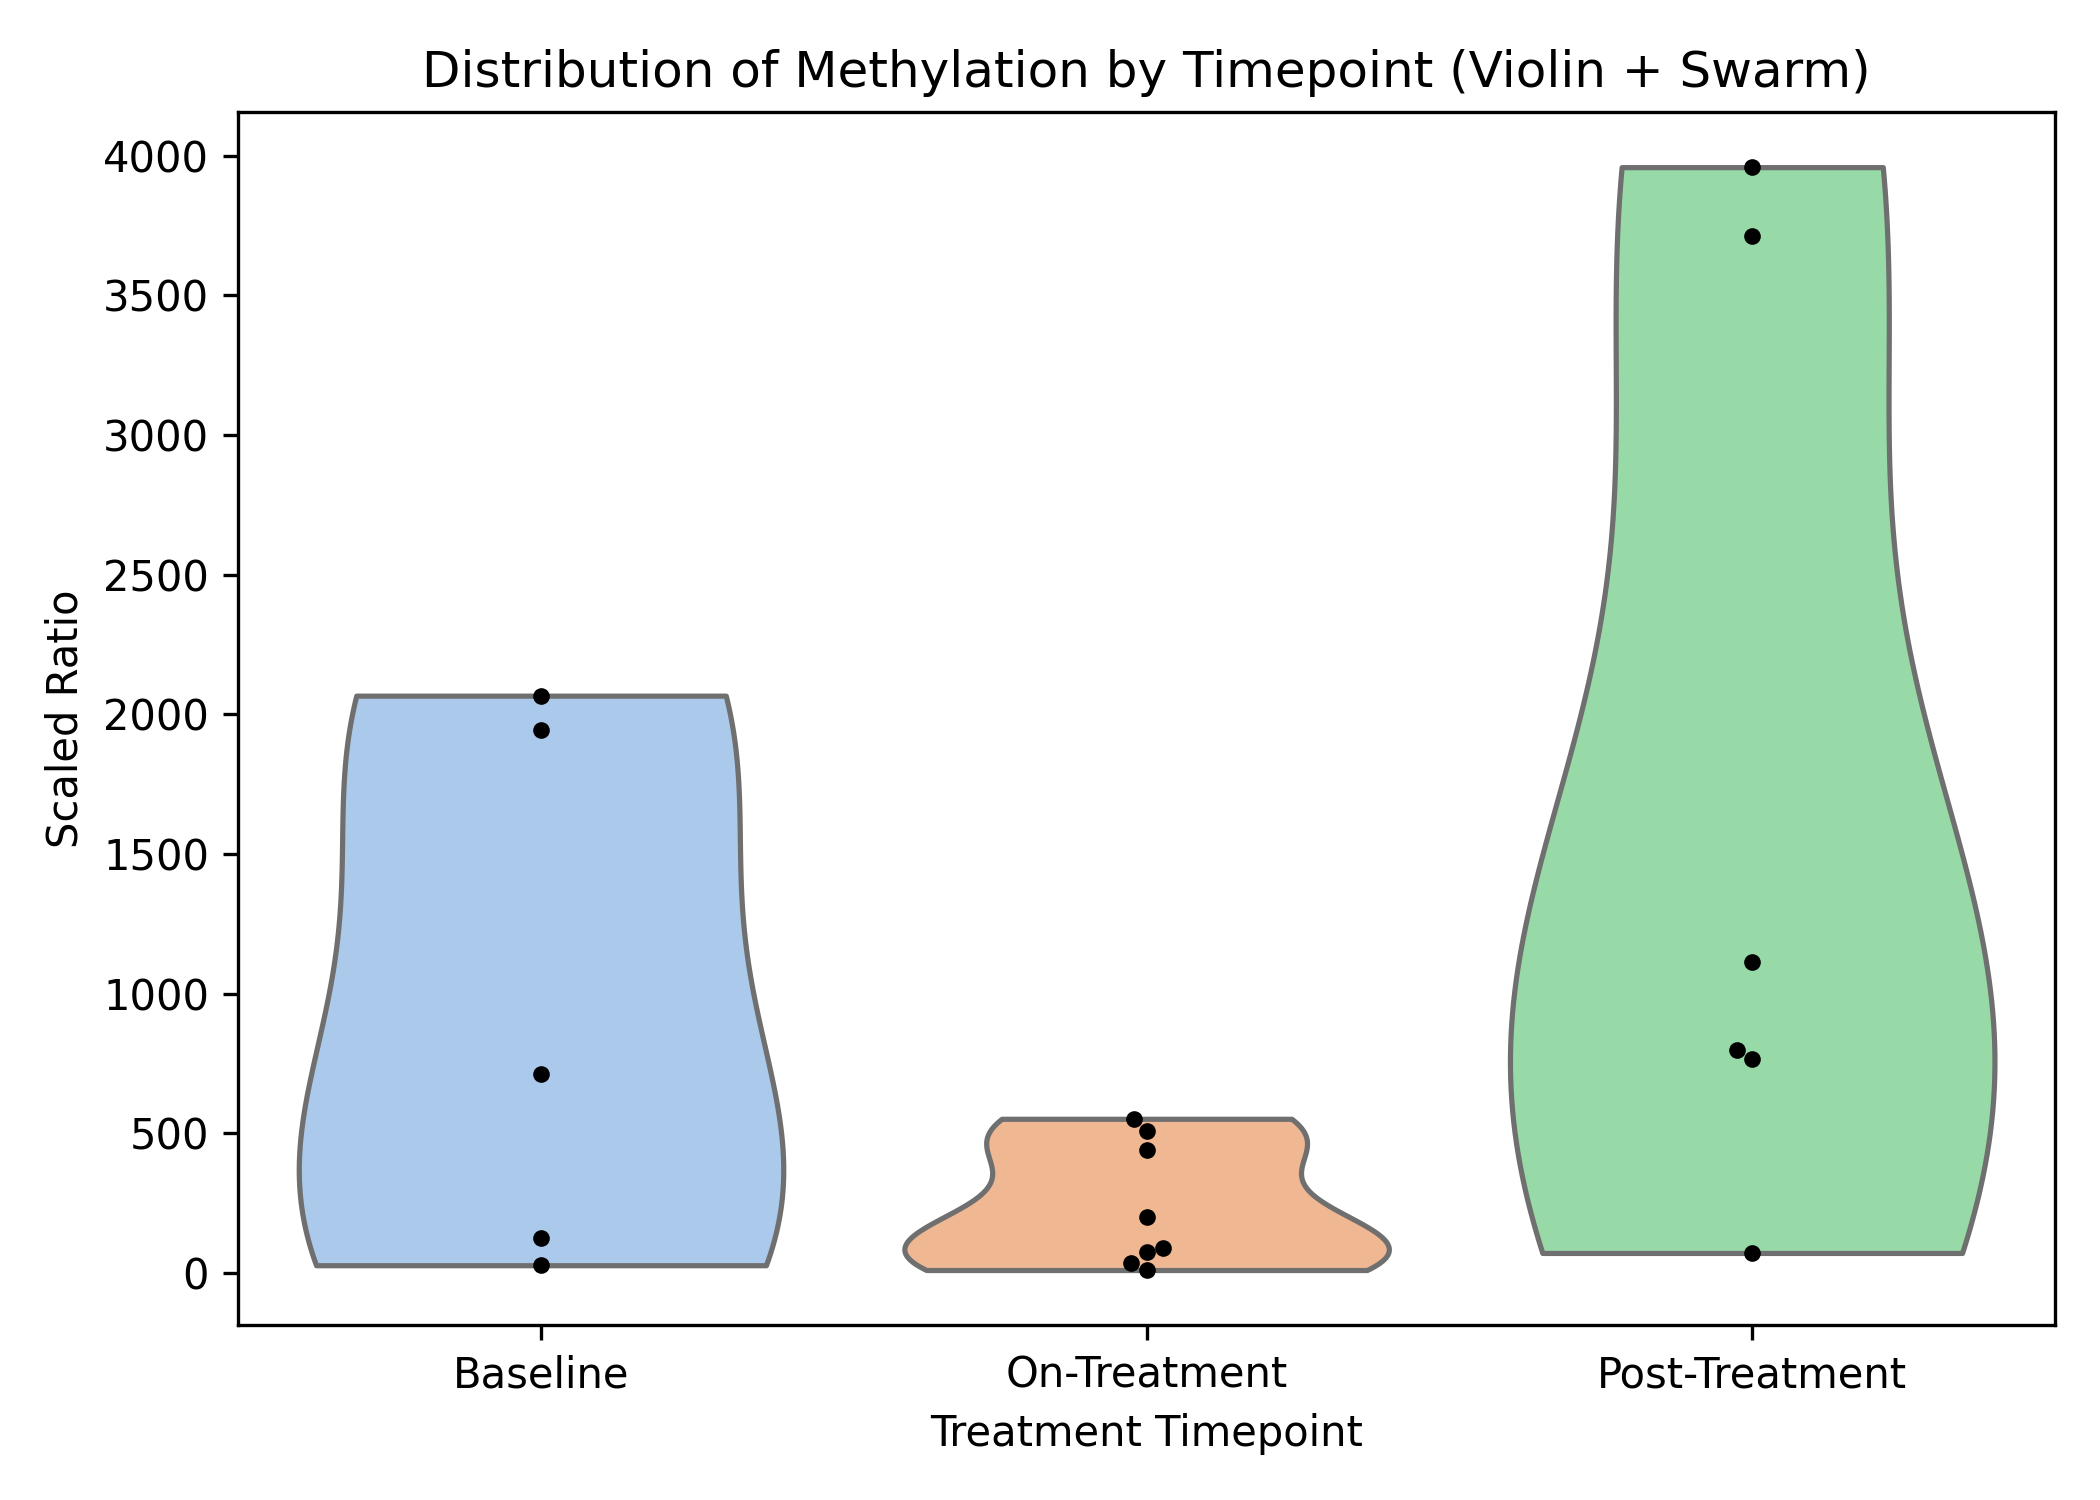 Distribution of Methylation by Timepoint (Violin + Swarm)
Scaled Ratio
4000
3500
3000
2500
2000
1500
1000
500
0
Baseline
On-Treatment
Post-Treatment
Treatment Timepoint